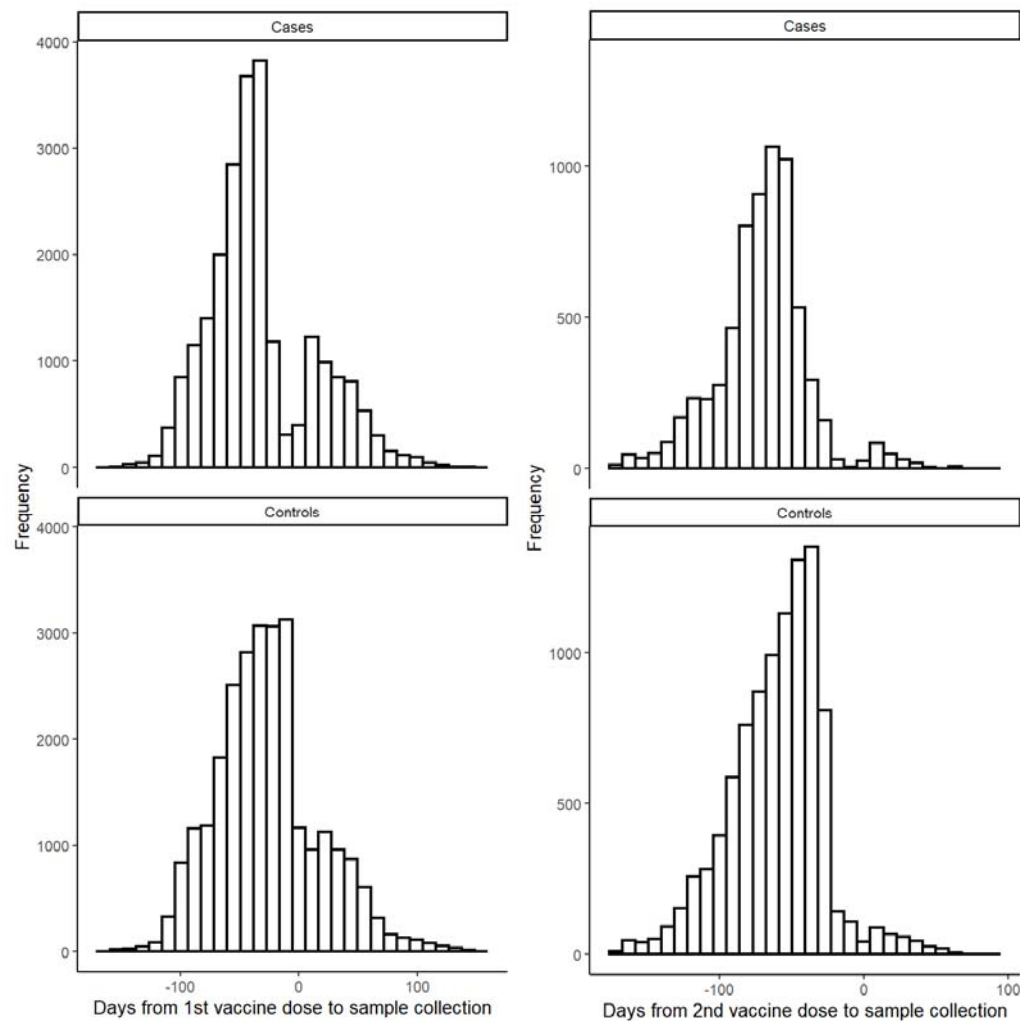 Cases
4000
3000
2000
1000
0
Controls
4000
3000
2000
1000
0
Frequency
-100
0
100
Days from 1st vaccine dose to sample collection
Cases
1000
500
0
Controls
1000
500
0
Frequency
-100
0
100
Days from 2nd vaccine dose to sample collection